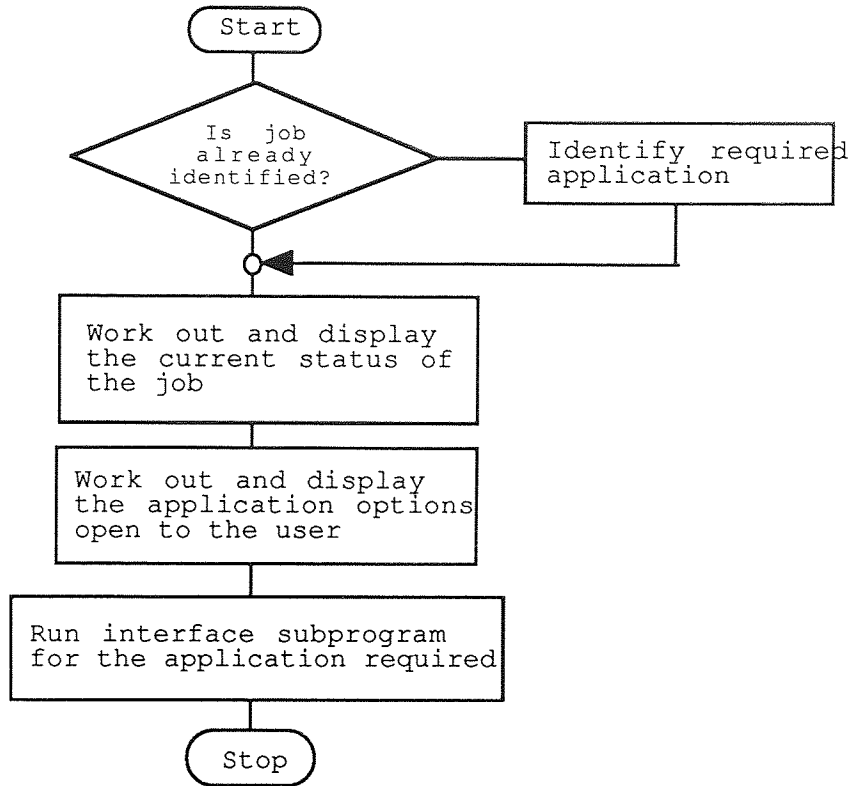 Start
Is job
already
identified?
Identify required
application
Work out and display
the current status of
the job
Work out and display
the application options
open to the user
Run interface subprogram
for the application required
Stop